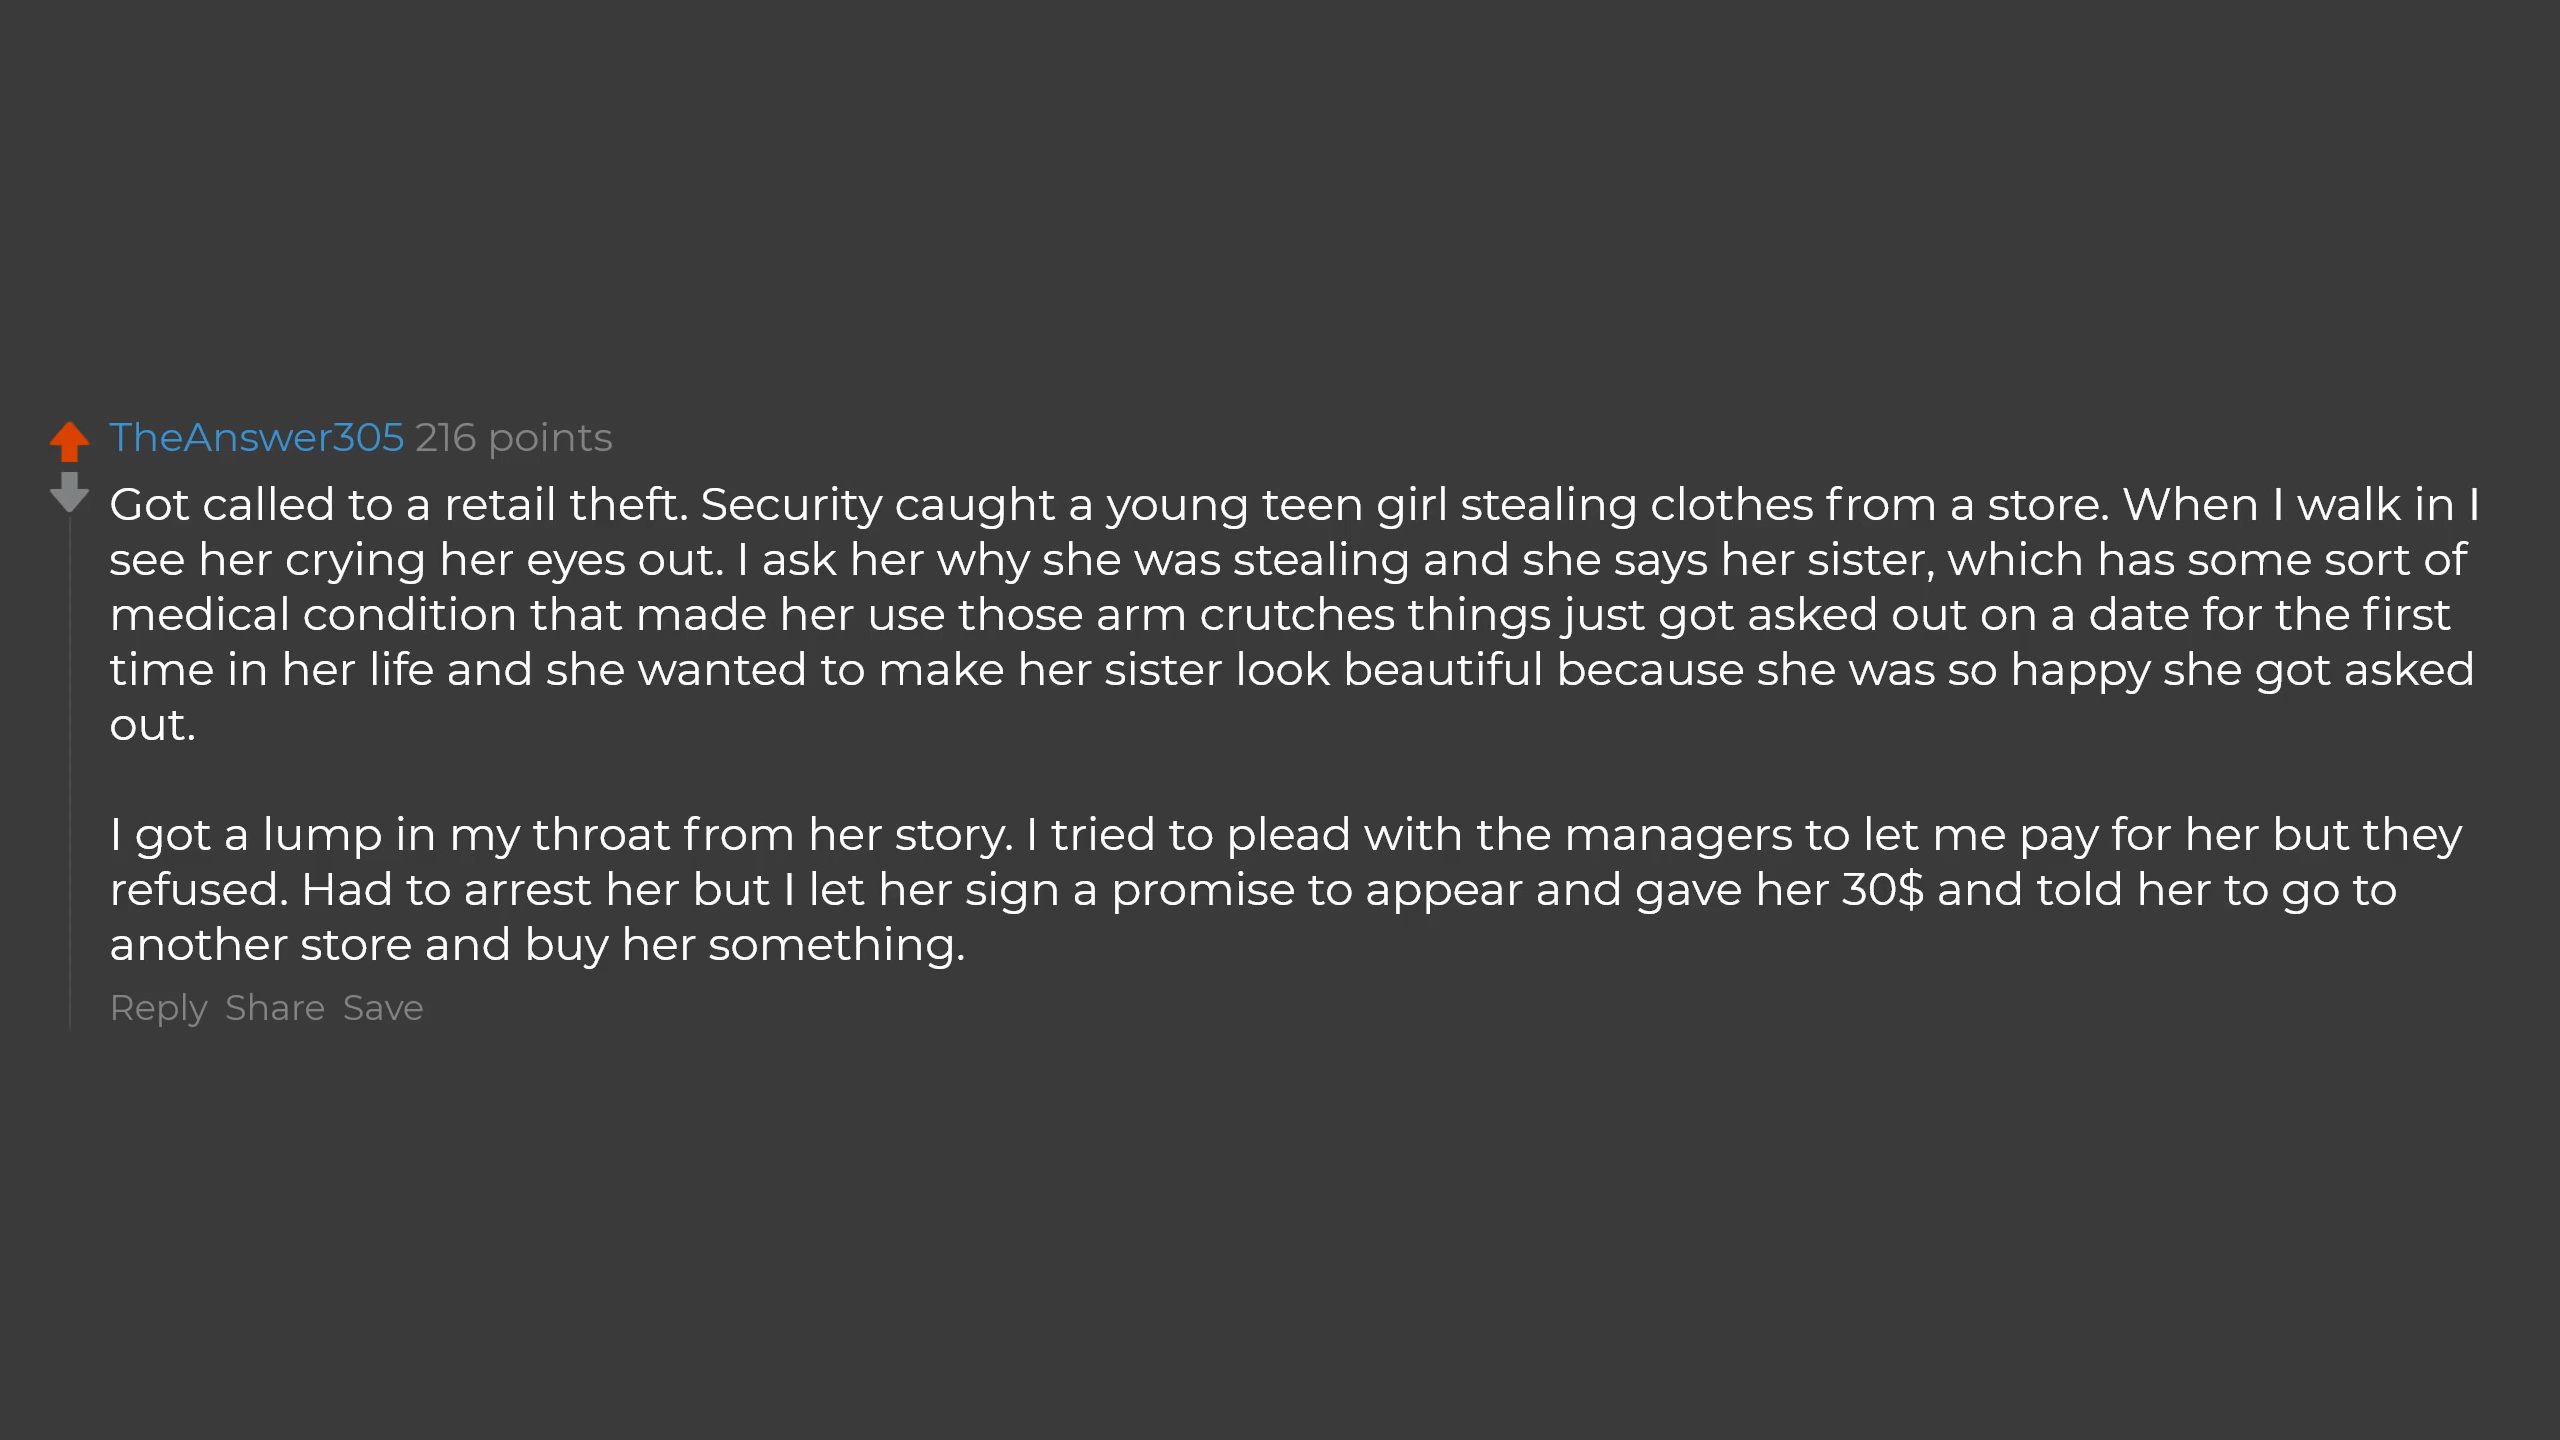 TheAnswer305 216 points
Got called to a retail theft. Security caught a young teen girl stealing clothes from a store. When I walk in I
see her crying her eyes out. I ask her why she was stealing and she says her sister, which has some sort of
medical condition that made her use those arm crutches things just got asked out on a date for the first
time in her life and she wanted to make her sister look beautiful because she was so happy she got asked
out.
I got a lump in my throat from her story. I tried to plead with the managers to let me pay for her but they
refused. Had to arrest her but I let her sign a promise to appear and gave her 30$ and told her to go to
another store and buy her something.
Reply Share Save